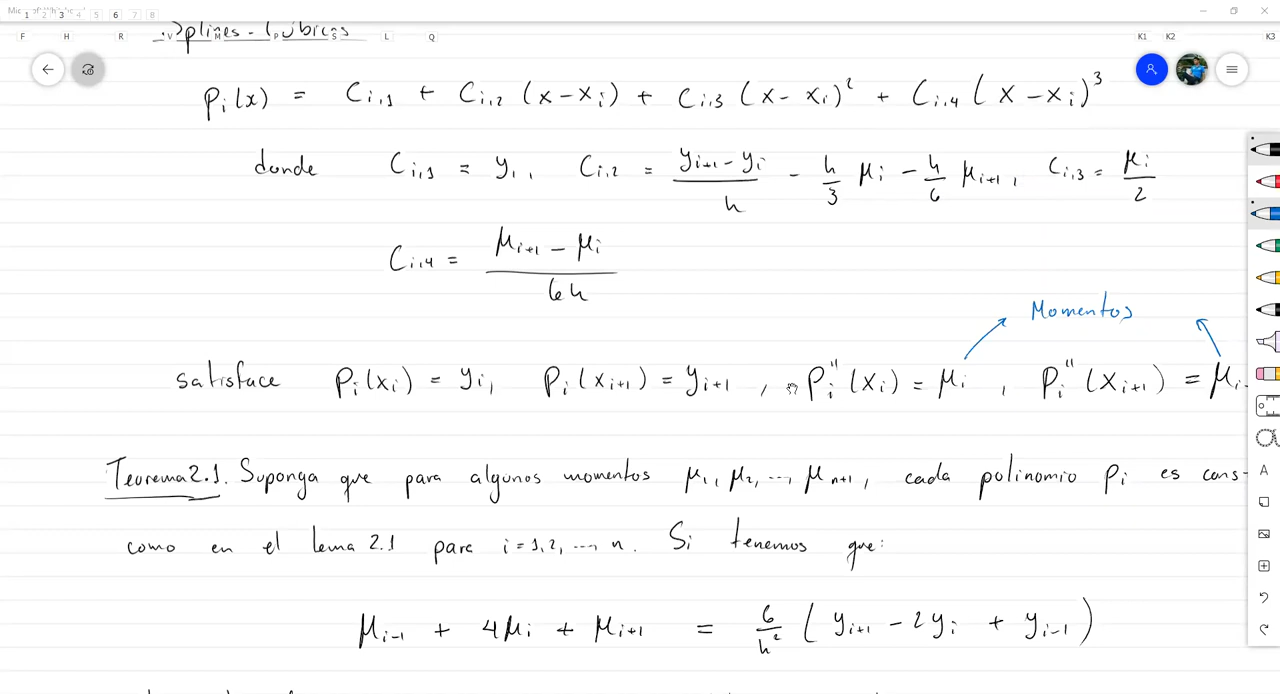 Splines - Cúbicos
Pi(x) = Ci,1 + Ci,2 (x-xi) + Ci,3 (x-xi)² + Ci,4 (x-xi)³
donde Ci,1 = yi, Ci,2 = (yi+1 - yi)/h - h/3 μi - h/6 μi+1, Ci,3 = μi/2
Ci,4 = (μi+1 - μi)/6h
Momentos
satisface Pi(xi) = yi, Pi(xi+1) = yi+1, Pi''(xi) = μi, Pi''(xi+1) = μi
Teorema 2.1. Suponga que para algunos momentos μ1, μ2, ..., μn+1, cada polinomio Pi es cons-
como en el lema 2.1 para i=1,2,...,n. Si tenemos que:
μi-1 + 4μi + μi+1 = 6/h² (yi+1 - 2yi + yi-1)